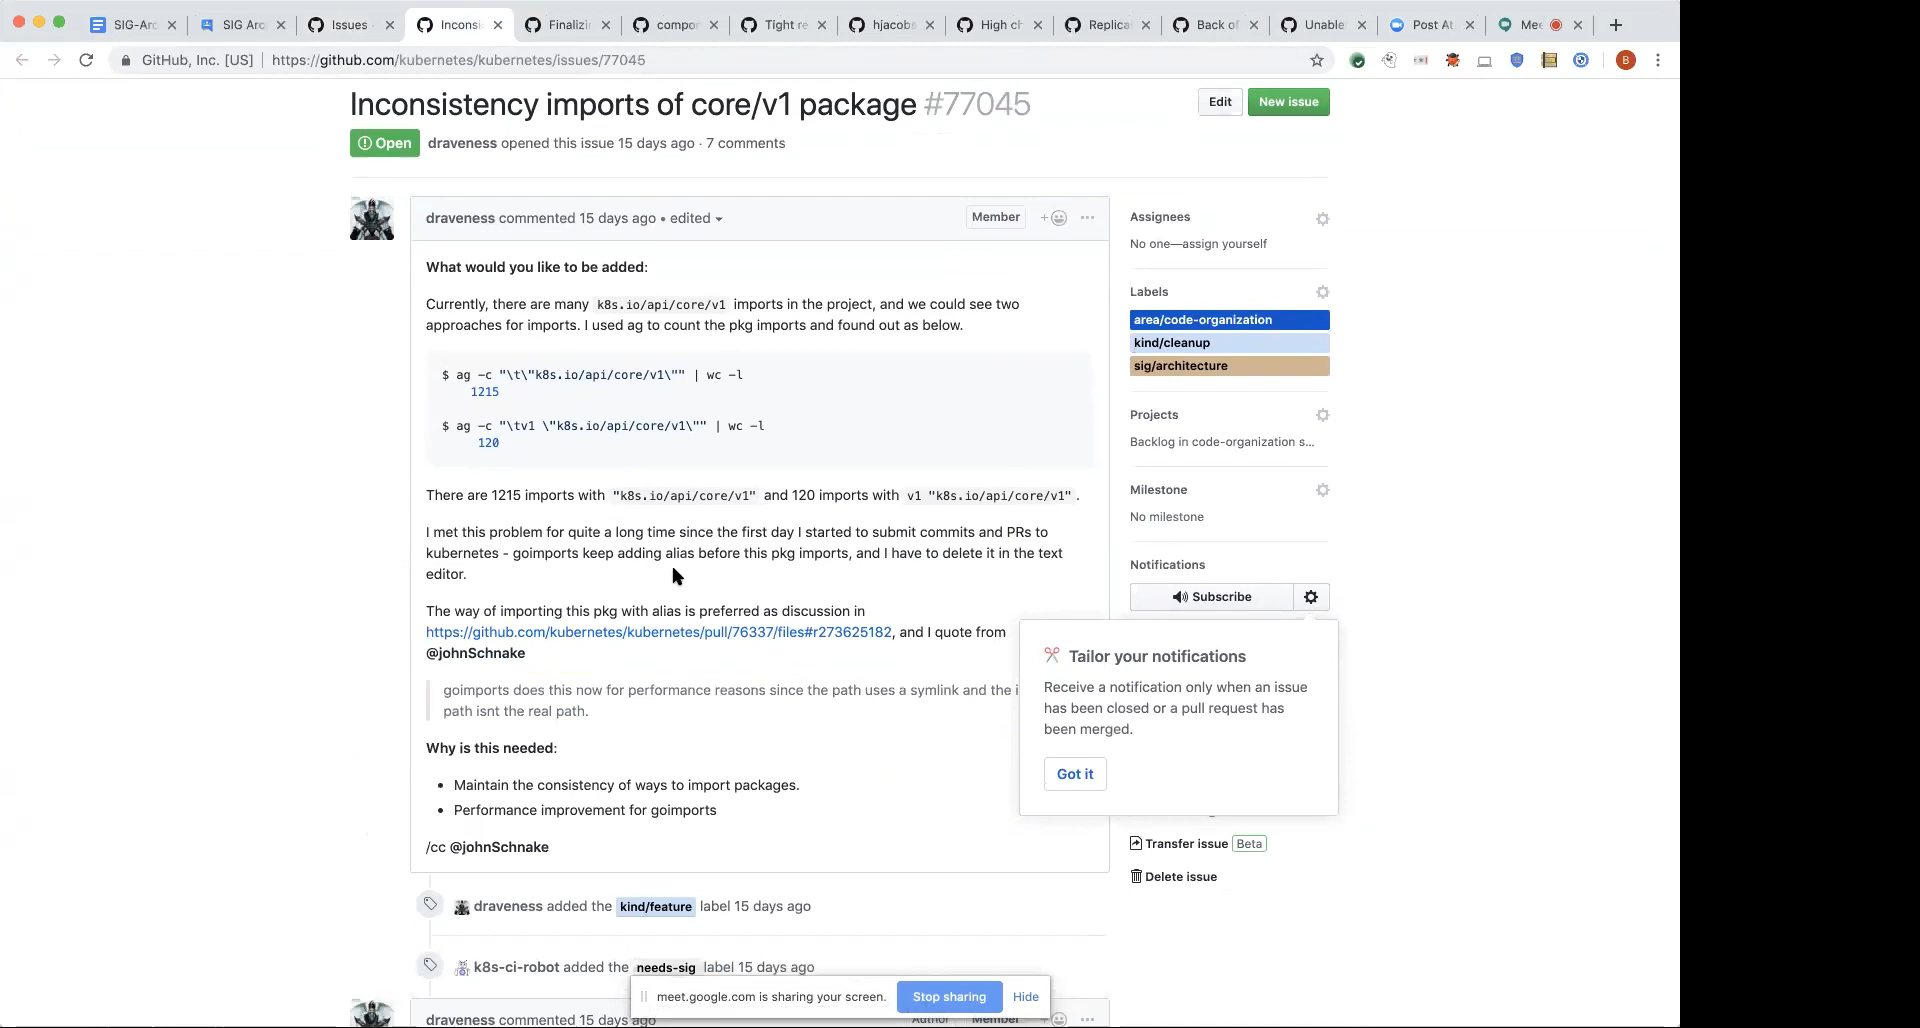 SIG-Arc
SIG Arc
Issues
Inconsi
Finalizi
compor
Tight re
hjacobs
High ch
Replica
Back of
Unable
Post At
Mee
GitHub, Inc. [US]
https://github.com/kubernetes/kubernetes/issues/77045
B
Inconsistency imports of core/v1 package #77045
Edit
New issue
Open
draveness opened this issue 15 days ago · 7 comments
draveness commented 15 days ago • edited
Member
What would you like to be added:
Currently, there are many k8s.io/api/core/v1 imports in the project, and we could see two
approaches for imports. I used ag to count the pkg imports and found out as below.
$ ag -c "\t\"k8s.io/api/core/v1\"" | wc -l
1215
$ ag -c "\tv1 \"k8s.io/api/core/v1\"" | wc -l
120
There are 1215 imports with "k8s.io/api/core/v1" and 120 imports with v1 "k8s.io/api/core/v1" .
I met this problem for quite a long time since the first day I started to submit commits and PRs to
kubernetes - goimports keep adding alias before this pkg imports, and I have to delete it in the text
editor.
The way of importing this pkg with alias is preferred as discussion in
https://github.com/kubernetes/kubernetes/pull/76337/files#r273625182, and I quote from
@johnSchnake
goimports does this now for performance reasons since the path uses a symlink and the i
path isnt the real path.
Why is this needed:
• Maintain the consistency of ways to import packages.
• Performance improvement for goimports
/cc @johnSchnake
draveness added the kind/feature label 15 days ago
k8s-ci-robot added the needs-sig label 15 days ago
draveness commented 15 days ago
Author
Member
Assignees
No one—assign yourself
Labels
area/code-organization
kind/cleanup
sig/architecture
Projects
Backlog in code-organization s...
Milestone
No milestone
Notifications
Subscribe
Tailor your notifications
Receive a notification only when an issue
has been closed or a pull request has
been merged.
Got it
Transfer issue Beta
Delete issue
meet.google.com is sharing your screen.
Stop sharing
Hide